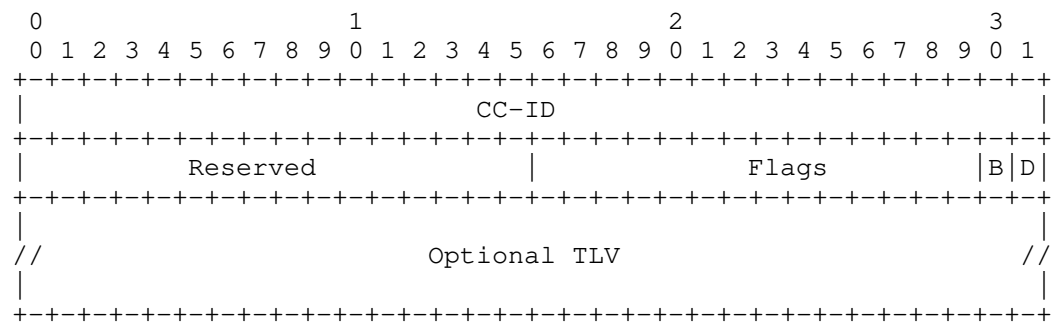 0                   1                   2                   3
 0 1 2 3 4 5 6 7 8 9 0 1 2 3 4 5 6 7 8 9 0 1 2 3 4 5 6 7 8 9 0 1
+-+-+-+-+-+-+-+-+-+-+-+-+-+-+-+-+-+-+-+-+-+-+-+-+-+-+-+-+-+-+-+-+
|                            CC-ID                              |
+-+-+-+-+-+-+-+-+-+-+-+-+-+-+-+-+-+-+-+-+-+-+-+-+-+-+-+-+-+-+-+-+
|          Reserved             |             Flags         |B|D|
+-+-+-+-+-+-+-+-+-+-+-+-+-+-+-+-+-+-+-+-+-+-+-+-+-+-+-+-+-+-+-+-+
|                                                               |
//                        Optional TLV                         //
|                                                               |
+-+-+-+-+-+-+-+-+-+-+-+-+-+-+-+-+-+-+-+-+-+-+-+-+-+-+-+-+-+-+-+-+